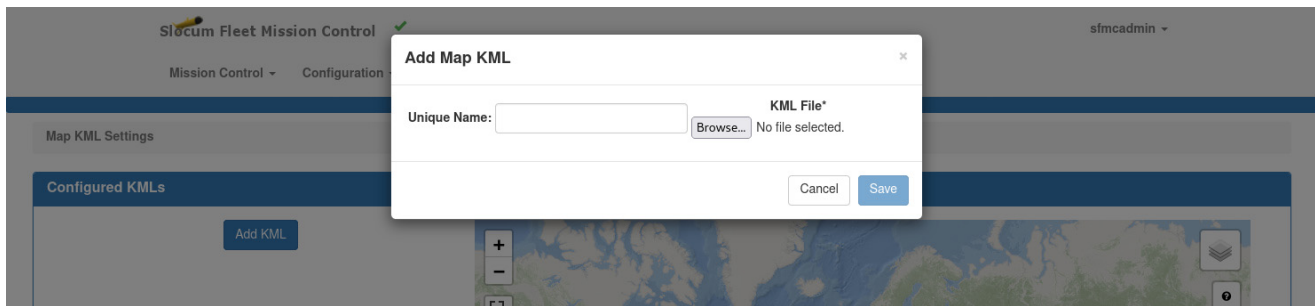 Slocum Fleet Mission Control
sfmcadmin
Mission Control
Configuration
Add Map KML
×
Unique Name:
KML File*
Browse...
No file selected.
Map KML Settings
Cancel
Save
Configured KMLs
Add KML
+
−
?